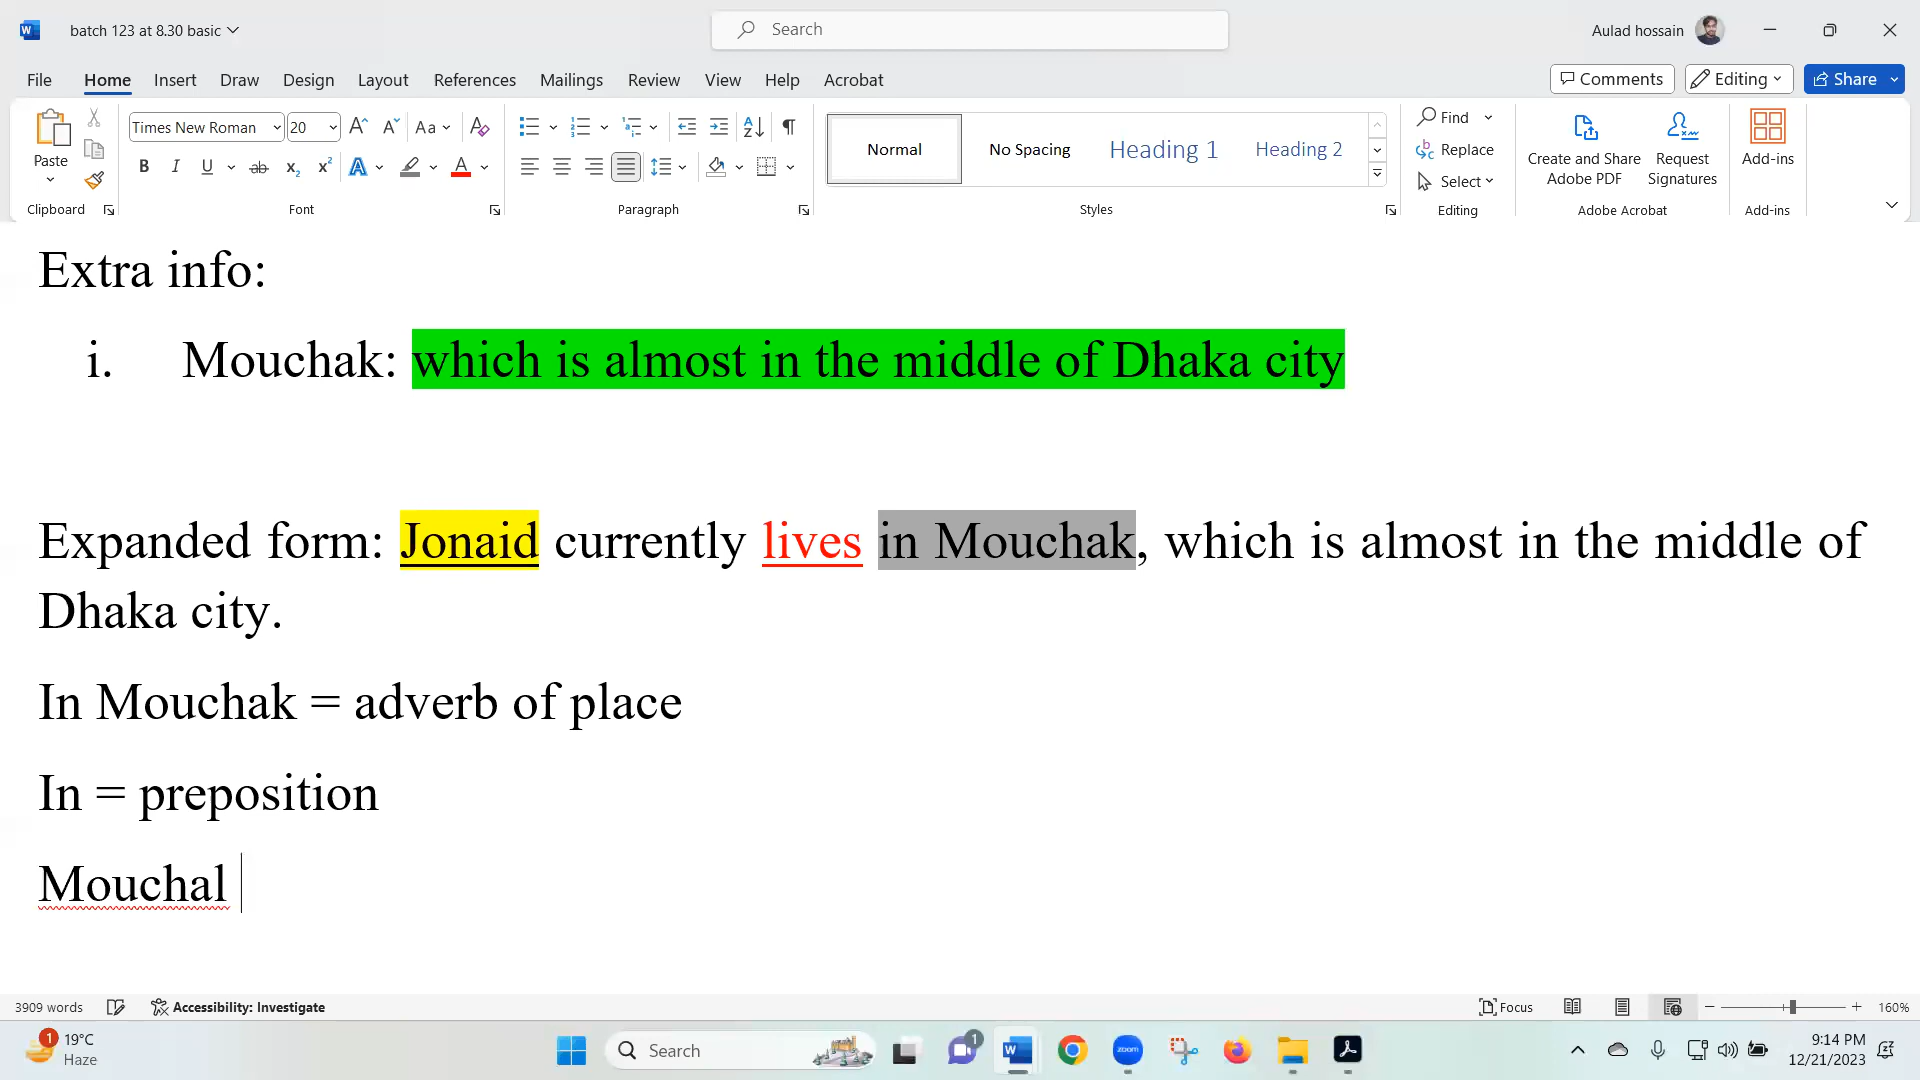 batch 123 at 8.30 basic
Search
Aulad hossain
File Home Insert Draw Design Layout References Mailings Review View Help Acrobat
Comments Editing Share
Paste
Clipboard
Times New Roman 20
Font
Paragraph
Normal
No Spacing
Heading 1
Heading 2
Styles
Find
Replace
Select
Editing
Create and Share Adobe PDF
Request Signatures
Adobe Acrobat
Add-ins
Add-ins
Extra info:
i. Mouchak: which is almost in the middle of Dhaka city
Expanded form: Jonaid currently lives in Mouchak, which is almost in the middle of
Dhaka city.
In Mouchak = adverb of place
In = preposition
Mouchal
3909 words
Accessibility: Investigate
Focus
160%
1
19°C
Haze
Search
1
zoom
9:14 PM
12/21/2023